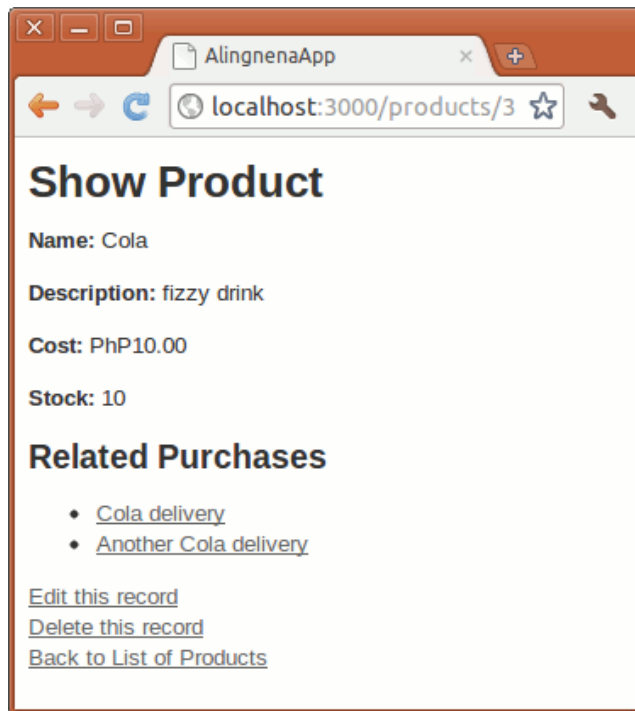 AlingnenaApp
localhost:3000/products/3
Show Product
Name: Cola
Description: fizzy drink
Cost: PhP10.00
Stock: 10
Related Purchases
Cola delivery
Another Cola delivery
Edit this record
Delete this record
Back to List of Products